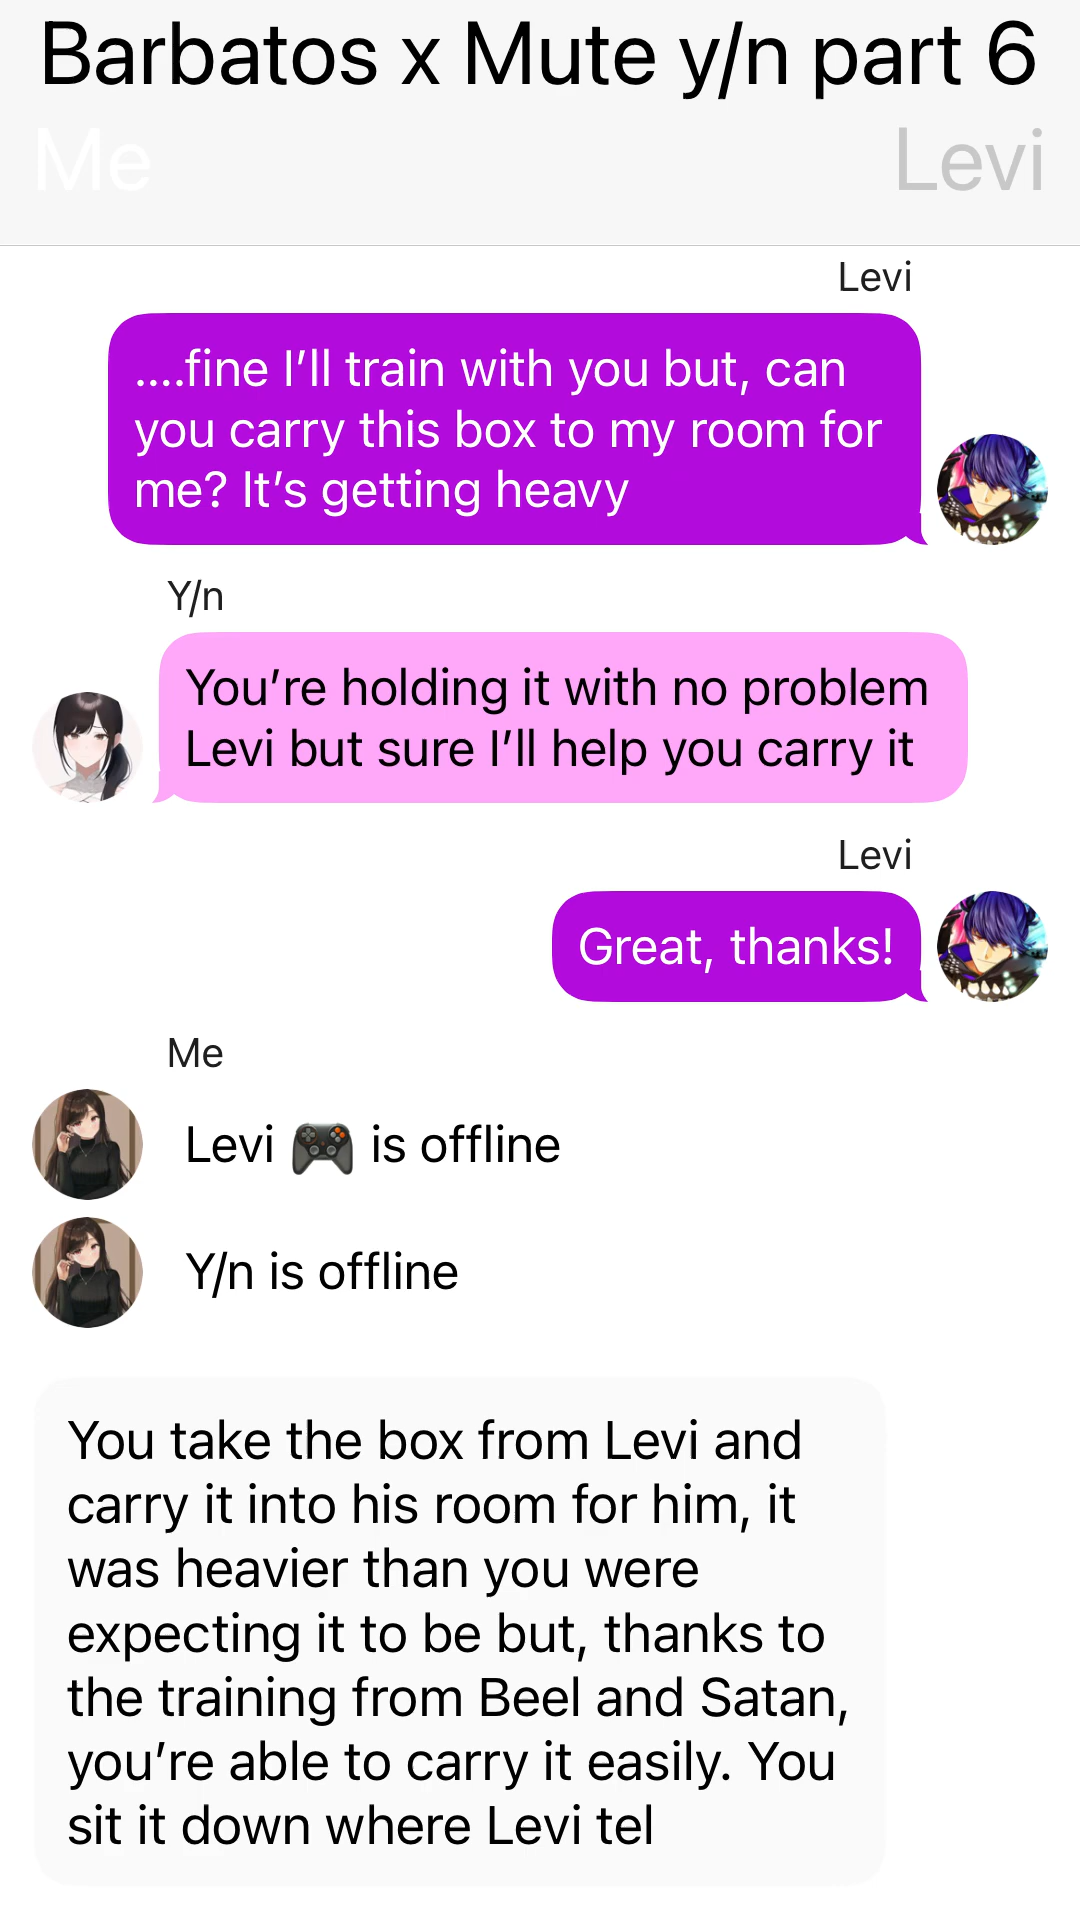 Barbatos x Mute y/n part 6
Me
Levi
Levi
....fine I’ll train with you but, can
you carry this box to my room for
me? It’s getting heavy
Y/n
You’re holding it with no problem
Levi but sure I’ll help you carry it
Levi
Great, thanks!
Me
Levi 🎮 is offline
Y/n is offline
You take the box from Levi and
carry it into his room for him, it
was heavier than you were
expecting it to be but, thanks to
the training from Beel and Satan,
you’re able to carry it easily. You
sit it down where Levi tel